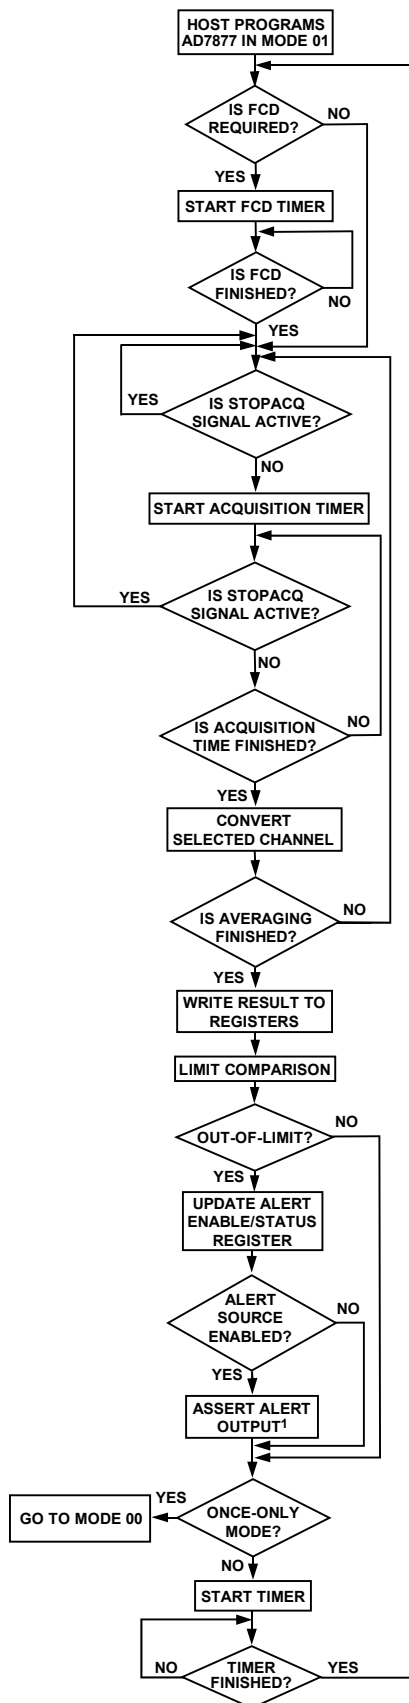 HOST PROGRAMS
AD7877 IN MODE 01
IS FCD
REQUIRED?
NO
YES
START FCD TIMER
IS FCD
FINISHED?
NO
YES
YES
IS STOPACQ
SIGNAL ACTIVE?
NO
START ACQUISITION TIMER
YES
IS STOPACQ
SIGNAL ACTIVE?
NO
IS ACQUISITION
TIME FINISHED?
NO
YES
CONVERT
SELECTED CHANNEL
IS AVERAGING
FINISHED?
NO
YES
WRITE RESULT TO
REGISTERS
LIMIT COMPARISON
OUT-OF-LIMIT?
NO
YES
UPDATE ALERT
ENABLE/STATUS
REGISTER
ALERT
SOURCE
ENABLED?
NO
YES
ASSERT ALERT
OUTPUT1
YES
GO TO MODE 00
ONCE-ONLY
MODE?
NO
START TIMER
NO
TIMER
FINISHED?
YES